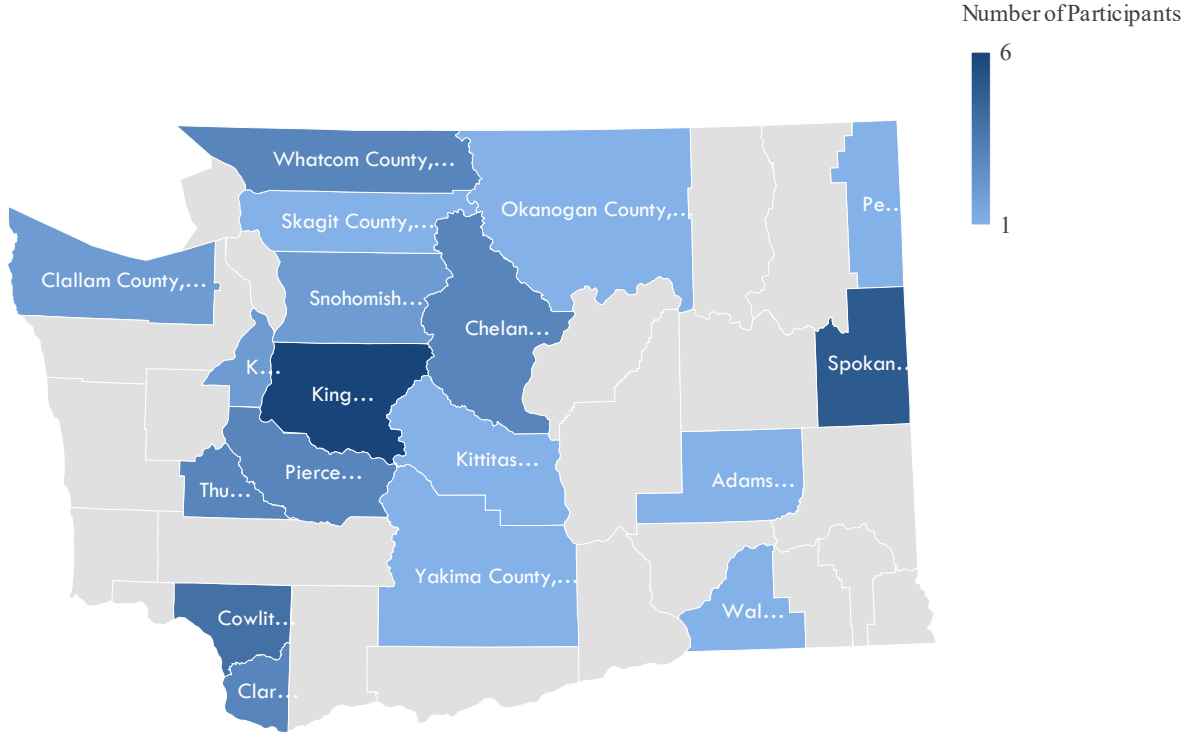 Number of Participants
6
1
Whatcom County,...
Skagit County,...
Okanogan County,...
Pe...
Clallam County,...
Snohomish...
Chelan...
K...
King...
Spokan...
Kittitas...
Pierce...
Thu...
Adams...
Yakima County,...
Wal...
Cowlit...
Clar...